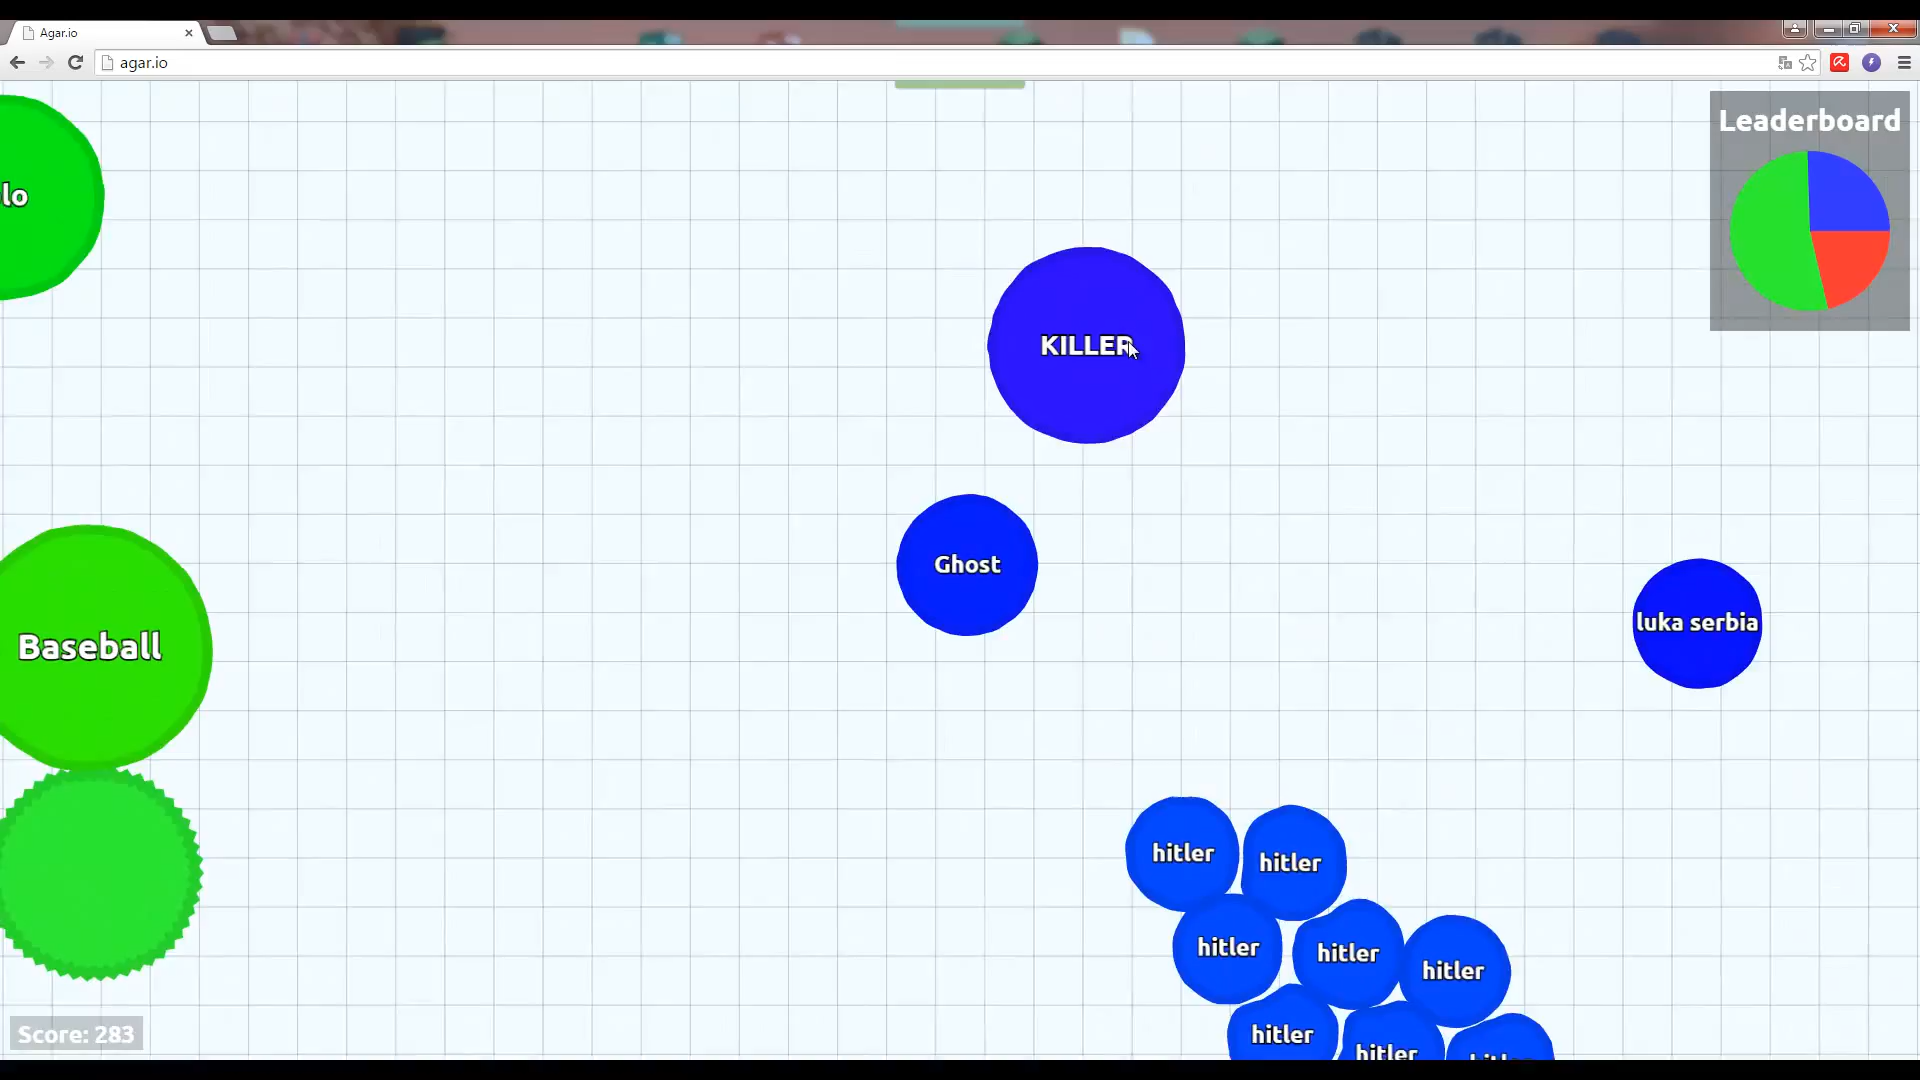 Agar.io
agar.io
Leaderboard
lo
KILLER
Ghost
luka serbia
Baseball
hitler
hitler
hitler
hitler
hitler
hitler
hitler
Score: 283